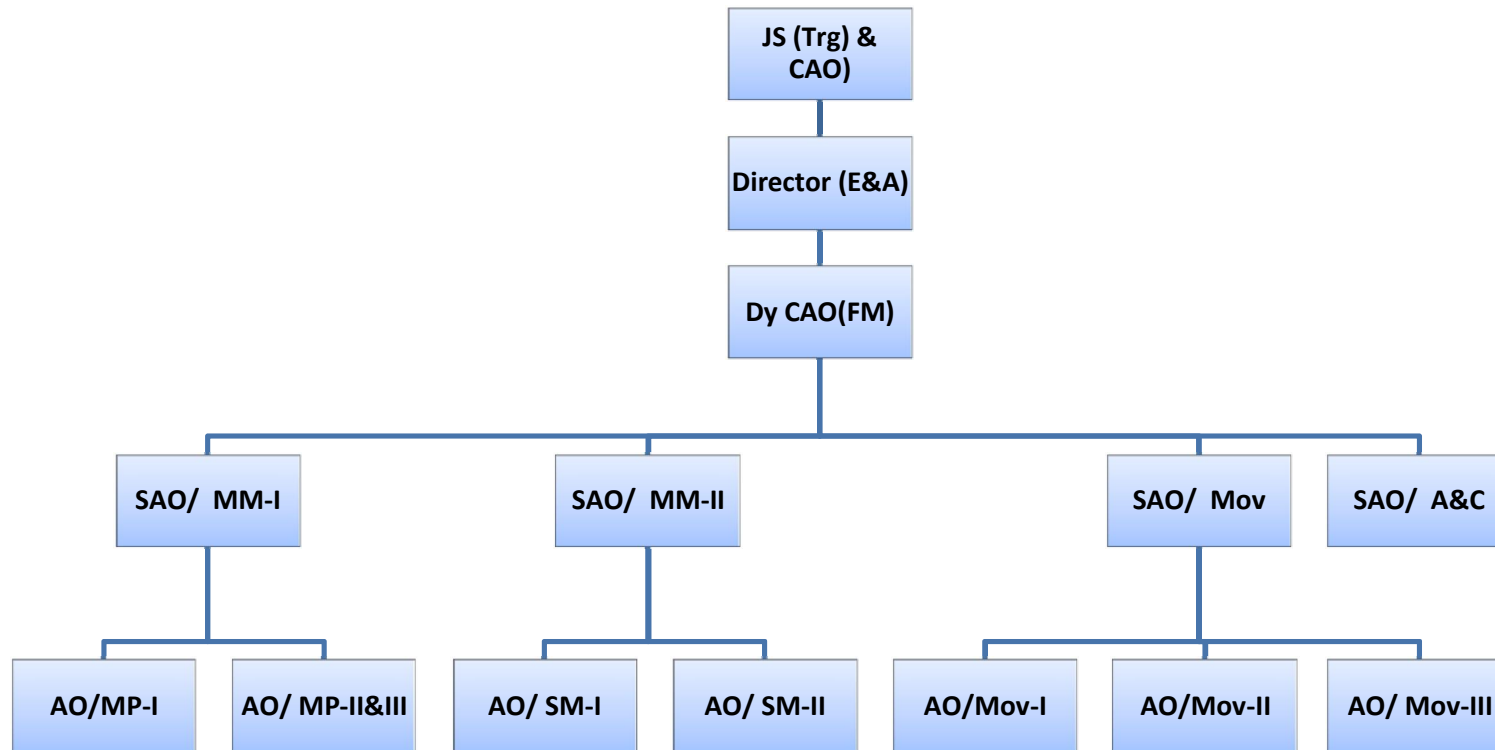 JS (Trg) &
CAO)
Director (E&A)
Dy CAO(FM)
SAO/  MM-I
SAO/  MM-II
SAO/  Mov
SAO/  A&C
AO/MP-I
AO/ MP-II&III
AO/ SM-I
AO/ SM-II
AO/Mov-I
AO/Mov-II
AO/ Mov-III